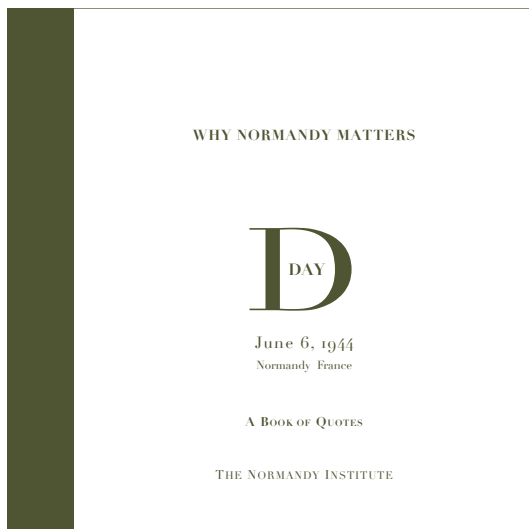 WHY NORMANDY MATTERS
D
DAY
June 6, 1944
Normandy France
A Book of Quotes
The Normandy Institute